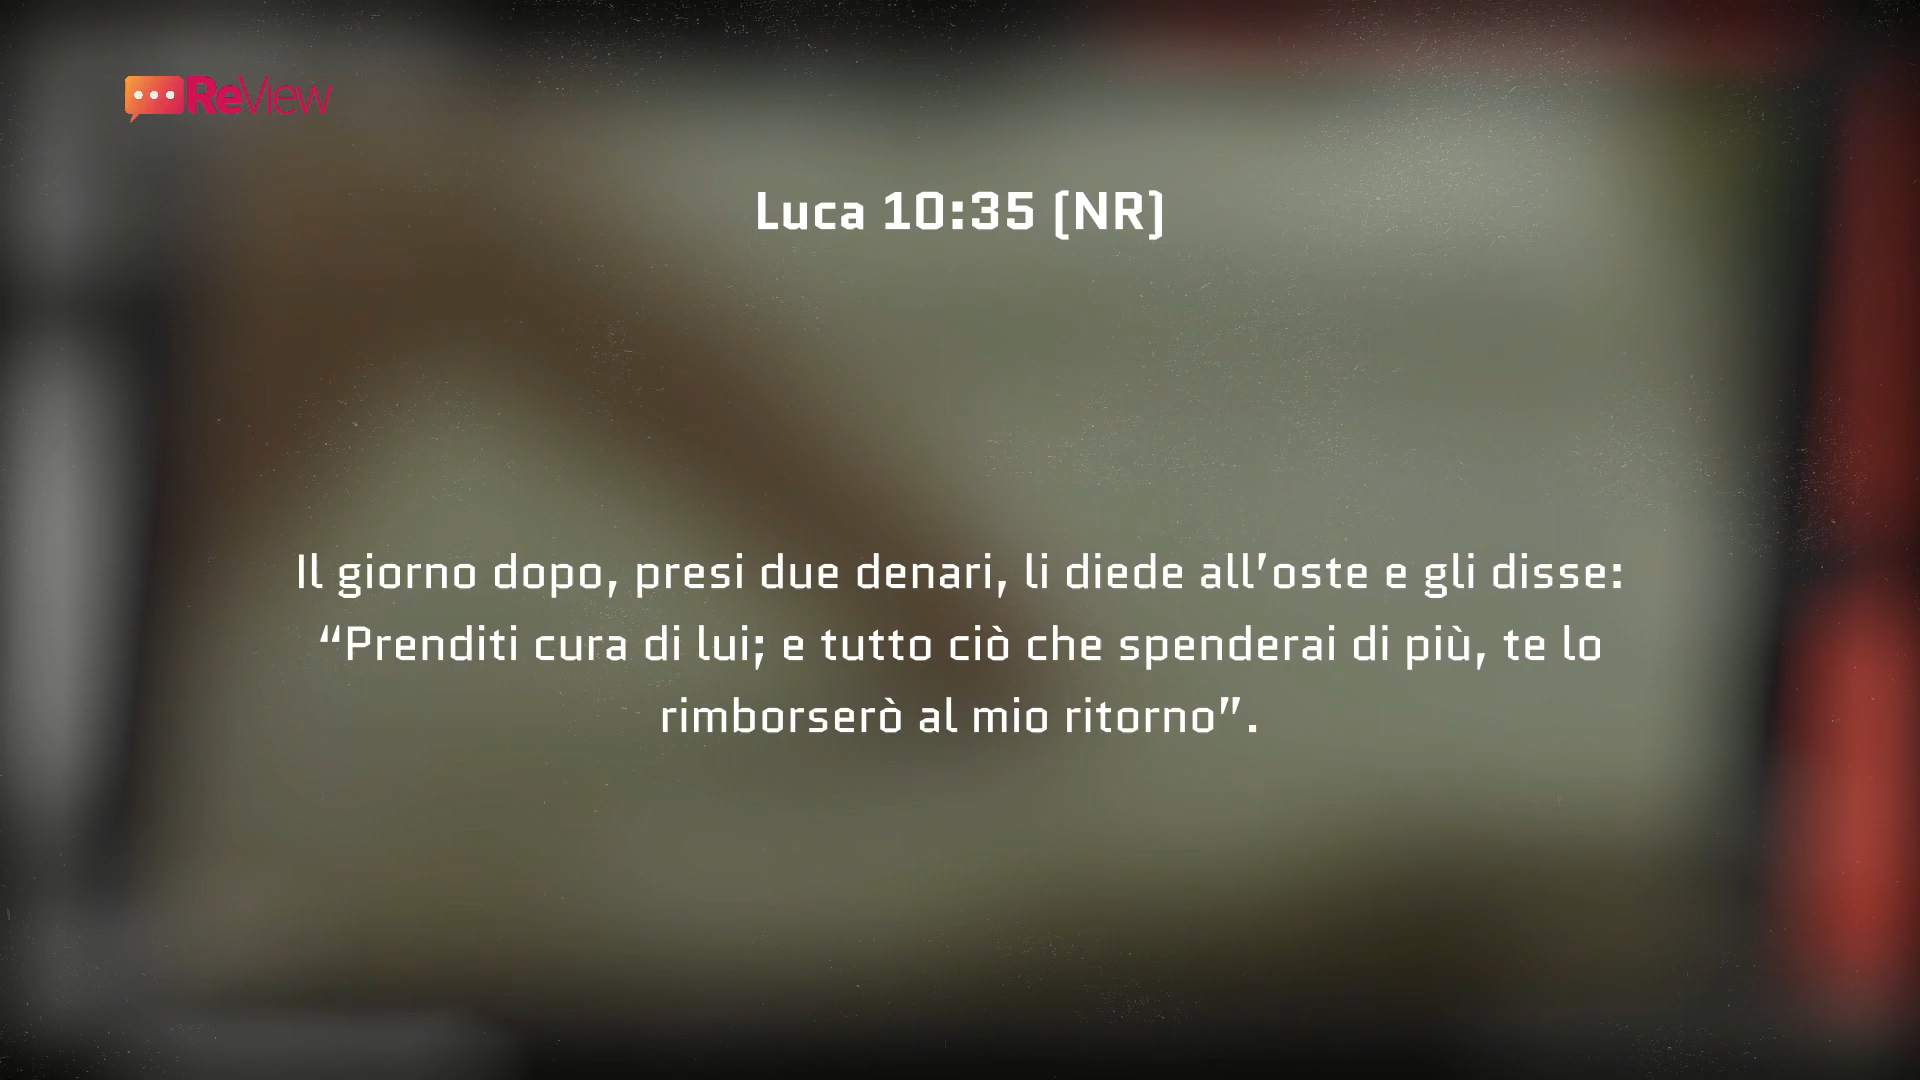 ReView
Luca 10:35 (NR)
Il giorno dopo, presi due denari, li diede all’oste e gli disse:
“Prenditi cura di lui; e tutto ciò che spenderai di più, te lo
rimborserò al mio ritorno”.